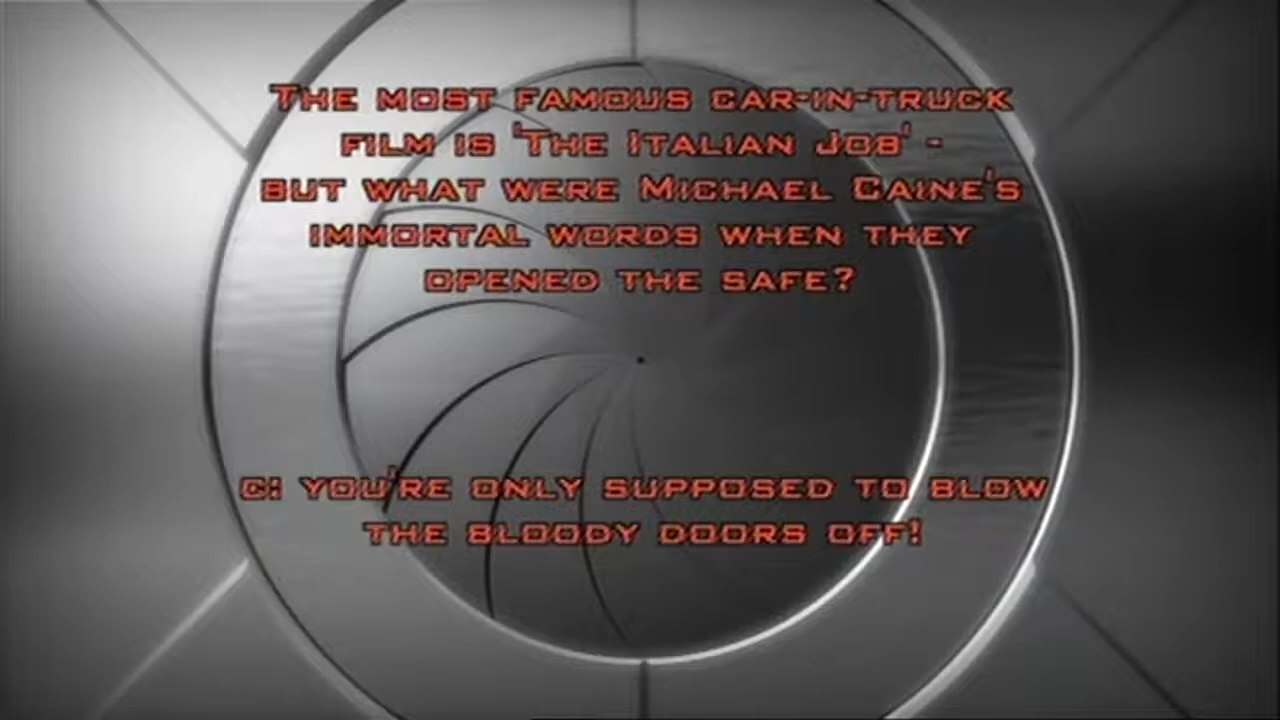 The most famous car-in-truck
film is 'The Italian Job' -
but what were Michael Caine's
immortal words when they
opened the safe?
c: you're only supposed to blow
the bloody doors off!